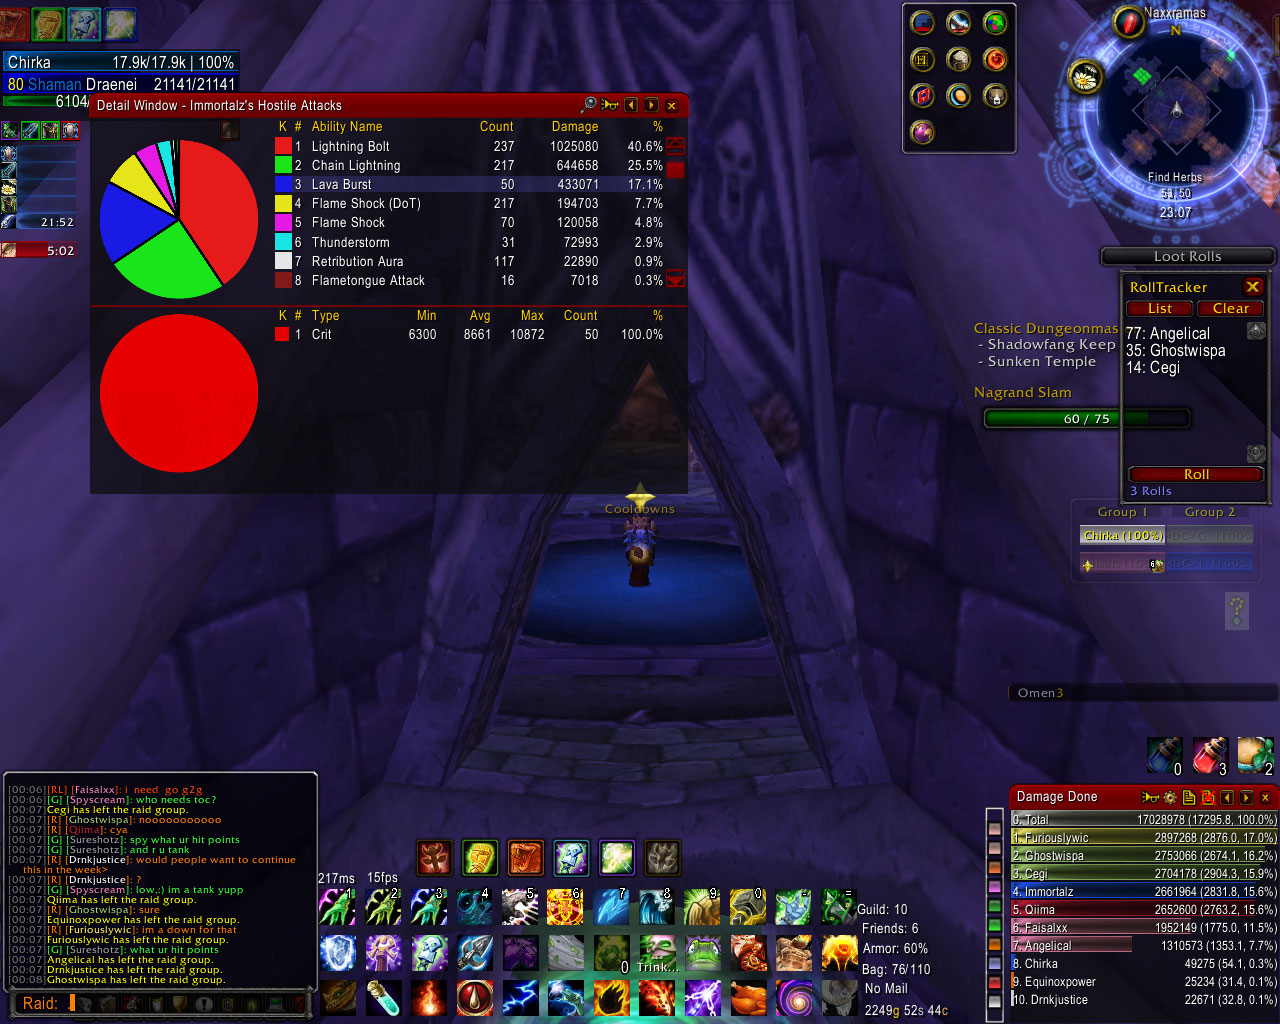 Chirka 17.9k/17.9k | 100%
80 Shaman Draenei 21141/21141
6104/
21:52
5:02
Detail Window - Immortalz's Hostile Attacks
K # Ability Name Count Damage %
1 Lightning Bolt 237 1025080 40.6%
2 Chain Lightning 217 644658 25.5%
3 Lava Burst 50 433071 17.1%
4 Flame Shock (DoT) 217 194703 7.7%
5 Flame Shock 70 120058 4.8%
6 Thunderstorm 31 72993 2.9%
7 Retribution Aura 117 22890 0.9%
8 Flametongue Attack 16 7018 0.3%
K # Type Min Avg Max Count %
1 Crit 6300 8661 10872 50 100.0%
Naxxramas
N
Find Herbs
53, 50
23:07
Loot Rolls
RollTracker
List Clear
77: Angelical
35: Ghostwispa
14: Cegi
Roll
3 Rolls
Classic Dungeonmas
- Shadowfang Keep
- Sunken Temple
Nagrand Slam
60 / 75
Cooldowns
Group 1 Group 2
Chirka (100%)
Omen3
0 3 2
[00:06][RL] [Faisalxx]: i need go g2g
[00:06][G] [Spyscream]: who needs toc?
[00:07]Cegi has left the raid group.
[00:07][R] [Ghostwispa]: nooooooooooo
[00:07][R] [Qiima]: cya
[00:07][G] [Sureshotz]: spy what ur hit points
[00:07][G] [Sureshotz]: and r u tank
[00:07][R] [Drnkjustice]: would people want to continue
this in the week>
[00:07][R] [Drnkjustice]: ?
[00:07][G] [Spyscream]: low,:) im a tank yupp
[00:07]Qiima has left the raid group.
[00:07][R] [Ghostwispa]: sure
[00:07]Equinoxpower has left the raid group.
[00:07][R] [Furiouslywic]: im a down for that
[00:07]Furiouslywic has left the raid group.
[00:07][G] [Sureshotz]: what ur hit points
[00:07]Angelical has left the raid group.
[00:07]Drnkjustice has left the raid group.
[00:08]Ghostwispa has left the raid group.
Raid:
217ms 15fps
1 2 3 4 5 6 7 8 9 0 - =
0 Trink...
Guild: 10
Friends: 6
Armor: 60%
Bag: 76/110
No Mail
2249g 52s 44c
Damage Done
0. Total 17028978 (17295.8, 100.0%)
1. Furiouslywic 2897268 (2876.0, 17.0%)
2. Ghostwispa 2753066 (2674.1, 16.2%)
3. Cegi 2704178 (2904.3, 15.9%)
4. Immortalz 2661964 (2831.8, 15.6%)
5. Qiima 2652600 (2763.2, 15.6%)
6. Faisalxx 1952149 (1775.0, 11.5%)
7. Angelical 1310573 (1353.1, 7.7%)
8. Chirka 49275 (54.1, 0.3%)
9. Equinoxpower 25234 (31.4, 0.1%)
10. Drnkjustice 22671 (32.8, 0.1%)